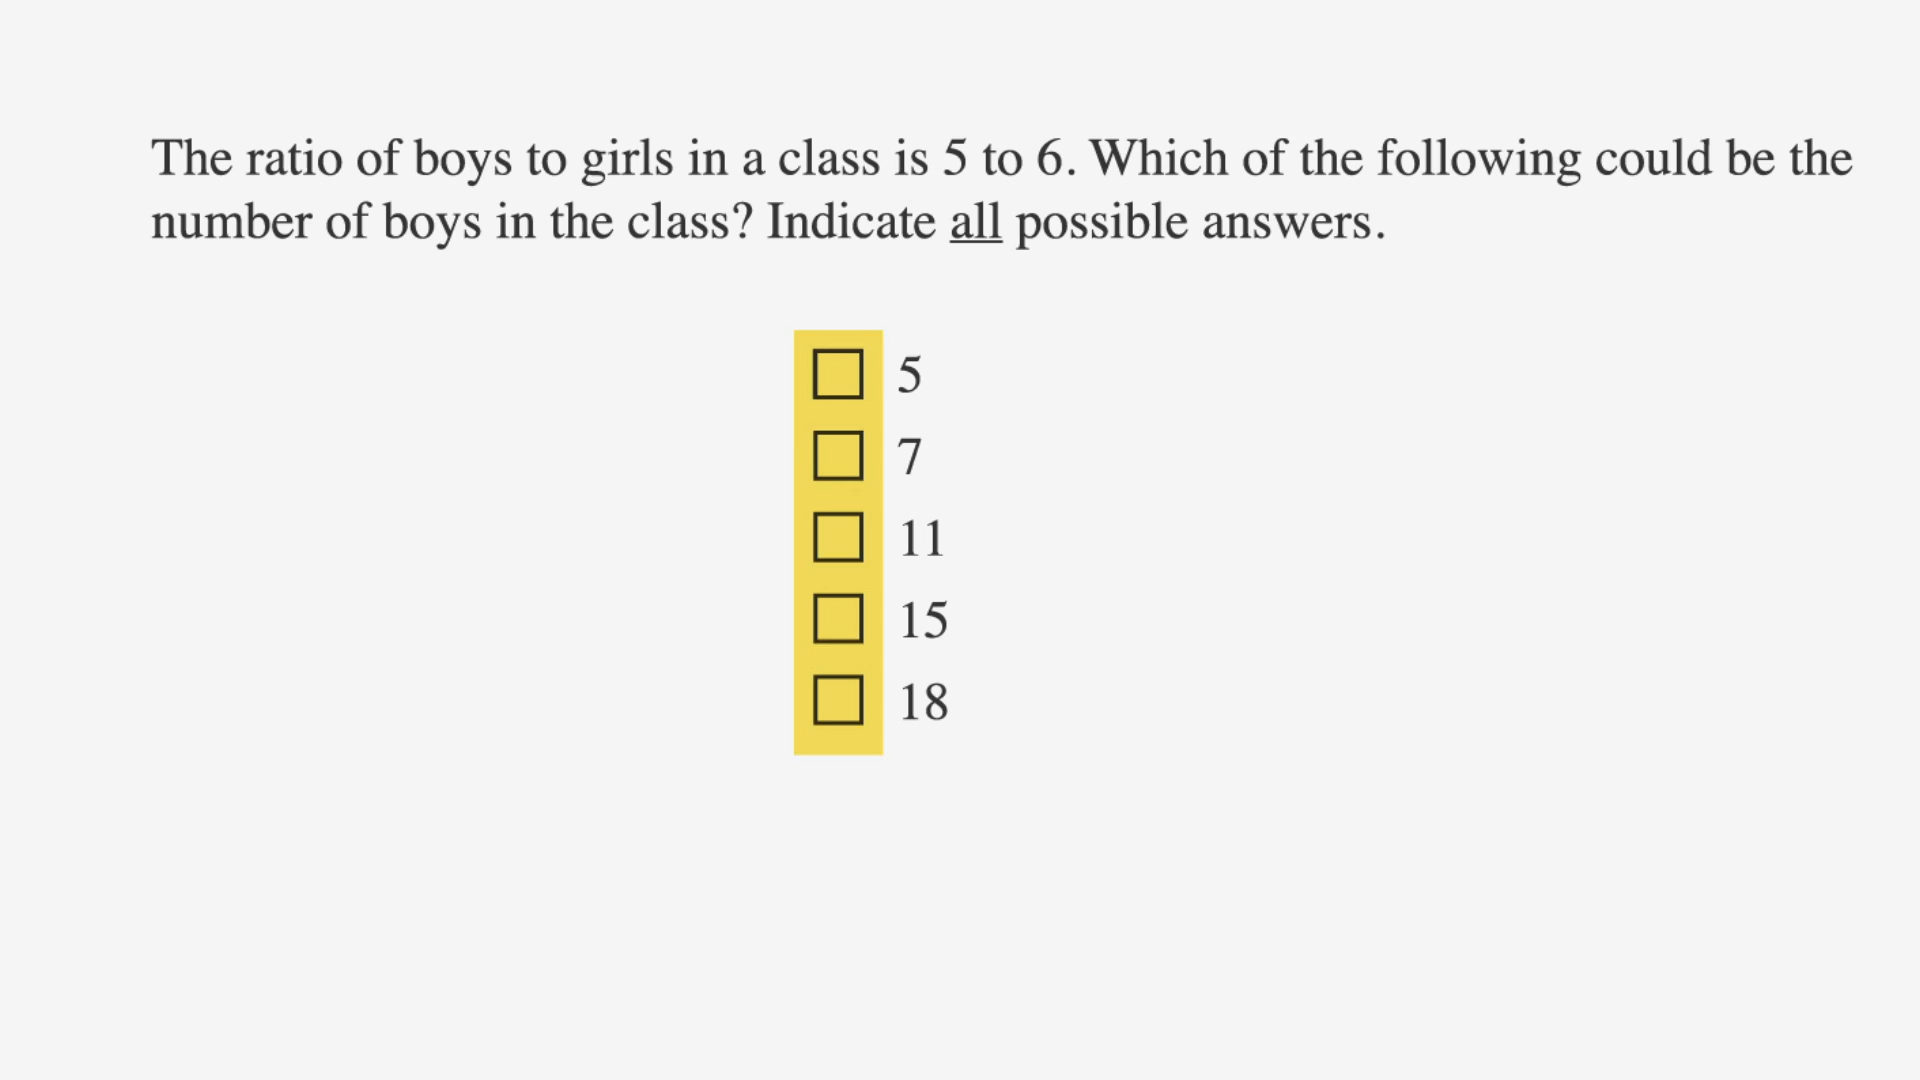 The ratio of boys to girls in a class is 5 to 6. Which of the following could be the
number of boys in the class? Indicate all possible answers.
5
7
11
15
18